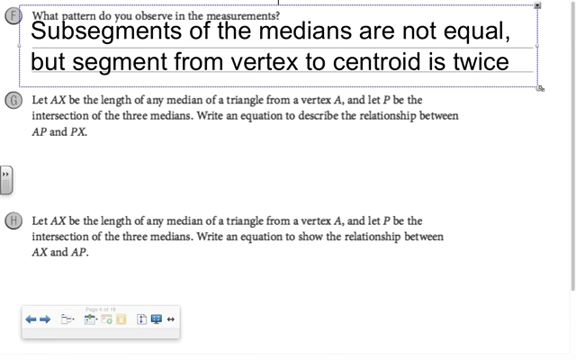 F What pattern do you observe in the measurements?
Subsegments of the medians are not equal,
but segment from vertex to centroid is twice
G Let AX be the length of any median of a triangle from a vertex A, and let P be the
intersection of the three medians. Write an equation to describe the relationship between
AP and PX.
H Let AX be the length of any median of a triangle from a vertex A, and let P be the
intersection of the three medians. Write an equation to show the relationship between
AX and AP.